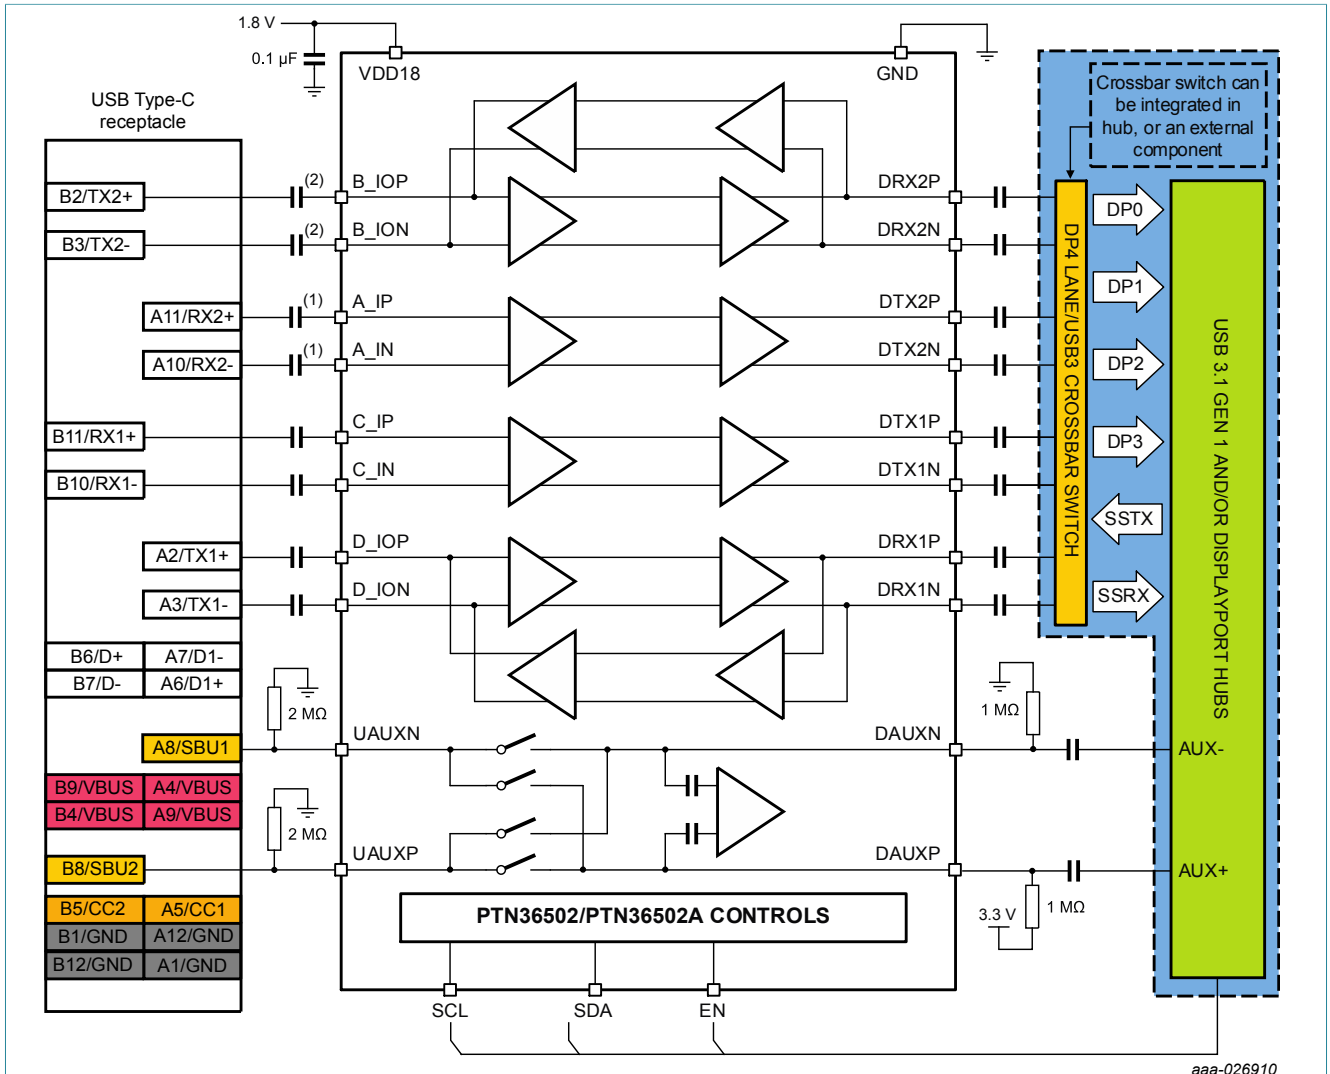 1.8 V
0.1 µF
VDD18
GND
USB Type-C
receptacle
Crossbar switch can
be integrated in
hub, or an external
component
B2/TX2+
(2)
B_IOP
DRX2P
B3/TX2-
(2)
B_ION
DRX2N
A11/RX2+
(1)
A_IP
DTX2P
A10/RX2-
(1)
A_IN
DTX2N
B11/RX1+
C_IP
DTX1P
B10/RX1-
C_IN
DTX1N
A2/TX1+
D_IOP
DRX1P
A3/TX1-
D_ION
DRX1N
DP4 LANE/USB3 CROSSBAR SWITCH
DP0
DP1
DP2
DP3
SSTX
SSRX
USB 3.1 GEN 1 AND/OR DISPLAYPORT HUBS
B6/D+
A7/D1-
B7/D-
A6/D1+
2 MΩ
1 MΩ
A8/SBU1
UAUXN
DAUXN
AUX-
B9/VBUS
A4/VBUS
B4/VBUS
A9/VBUS
2 MΩ
B8/SBU2
UAUXP
DAUXP
AUX+
B5/CC2
A5/CC1
B1/GND
A12/GND
B12/GND
A1/GND
PTN36502/PTN36502A CONTROLS
3.3 V
1 MΩ
SCL
SDA
EN
aaa-026910